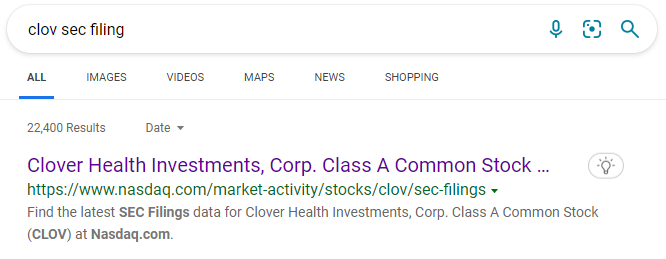 clov sec filing
ALL IMAGES VIDEOS MAPS NEWS SHOPPING
22,400 Results Date
Clover Health Investments, Corp. Class A Common Stock ...
https://www.nasdaq.com/market-activity/stocks/clov/sec-filings
Find the latest SEC Filings data for Clover Health Investments, Corp. Class A Common Stock
(CLOV) at Nasdaq.com.